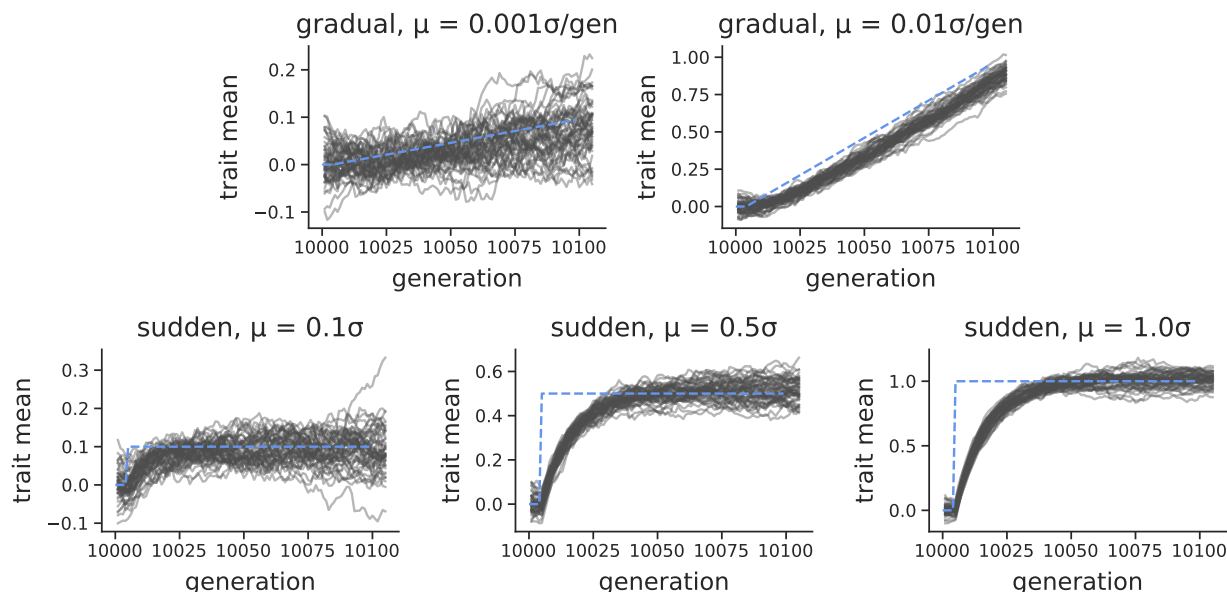 gradual, μ = 0.001σ/gen
trait mean
0.2
0.1
0.0
−0.1
10000 10025 10050 10075 10100
generation
gradual, μ = 0.01σ/gen
trait mean
1.00
0.75
0.50
0.25
0.00
10000 10025 10050 10075 10100
generation
sudden, μ = 0.1σ
trait mean
0.3
0.2
0.1
0.0
−0.1
10000 10025 10050 10075 10100
generation
sudden, μ = 0.5σ
trait mean
0.6
0.4
0.2
0.0
10000 10025 10050 10075 10100
generation
sudden, μ = 1.0σ
trait mean
1.0
0.5
0.0
10000 10025 10050 10075 10100
generation